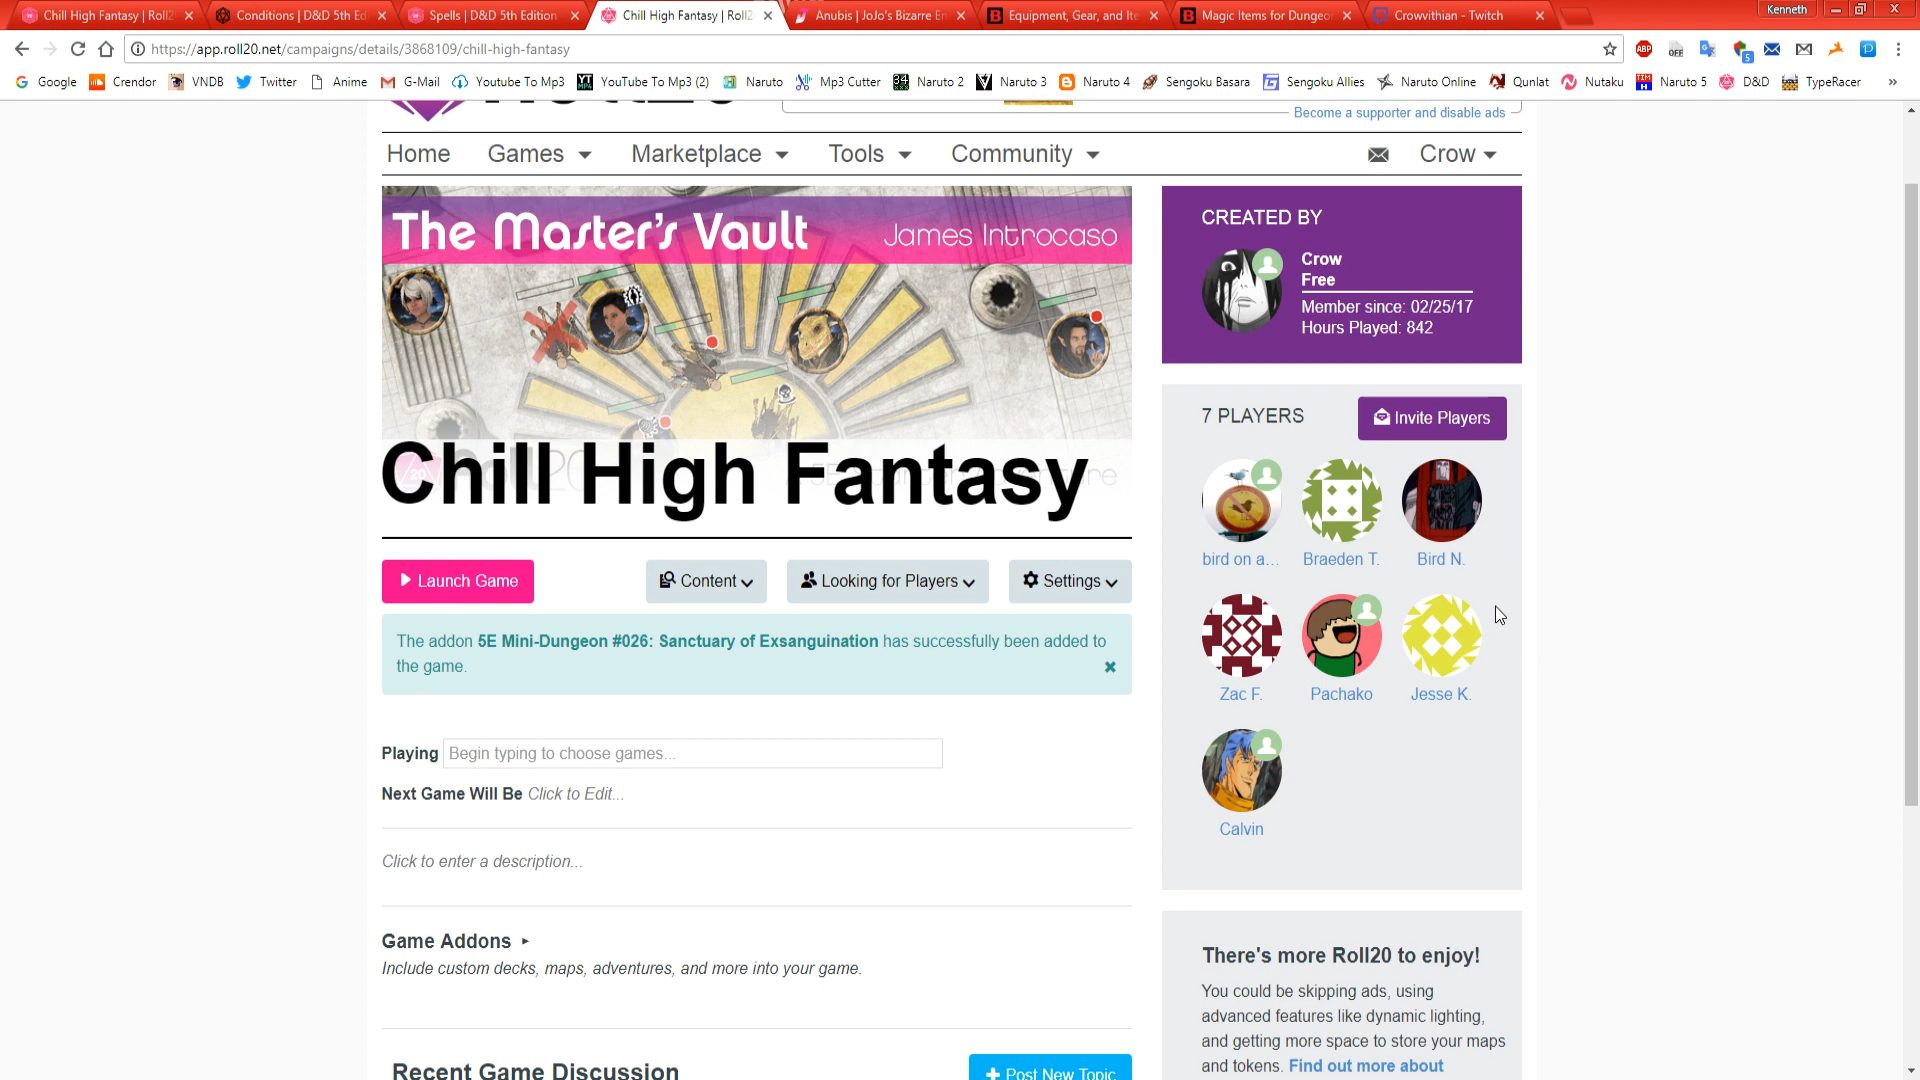 Chill High Fantasy | Roll2
Conditions | D&D 5th Ed
Spells | D&D 5th Edition
Chill High Fantasy | Roll2
Anubis | JoJo's Bizarre En
Equipment, Gear, and Ite
Magic Items for Dungeon
Crowvithian - Twitch
Kenneth
https://app.roll20.net/campaigns/details/3868109/chill-high-fantasy
ABP
OFF
5
Google
Crendor
VNDB
Twitter
Anime
G-Mail
Youtube To Mp3
YouTube To Mp3 (2)
Naruto
Mp3 Cutter
Naruto 2
Naruto 3
Naruto 4
Sengoku Basara
Sengoku Allies
Naruto Online
Qunlat
Nutaku
Naruto 5
D&D
TypeRacer
»
Become a supporter and disable ads
Home
Games
Marketplace
Tools
Community
Crow
The Master's Vault
James Introcaso
Chill High Fantasy
Launch Game
Content
Looking for Players
Settings
The addon 5E Mini-Dungeon #026: Sanctuary of Exsanguination has successfully been added to
the game.
Playing
Begin typing to choose games...
Next Game Will Be Click to Edit...
Click to enter a description...
Game Addons
Include custom decks, maps, adventures, and more into your game.
Recent Game Discussion
Post New Topic
CREATED BY
Crow
Free
Member since: 02/25/17
Hours Played: 842
7 PLAYERS
Invite Players
bird on a...
Braeden T.
Bird N.
Zac F.
Pachako
Jesse K.
Calvin
There's more Roll20 to enjoy!
You could be skipping ads, using
advanced features like dynamic lighting,
and getting more space to store your maps
and tokens. Find out more about